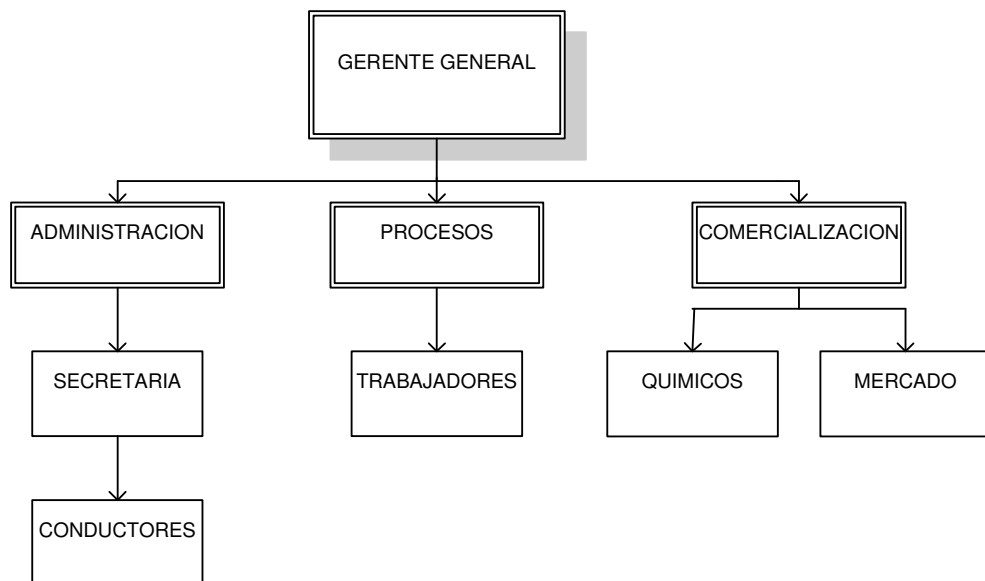 GERENTE GENERAL
ADMINISTRACION
PROCESOS
COMERCIALIZACION
SECRETARIA
TRABAJADORES
QUIMICOS
MERCADO
CONDUCTORES